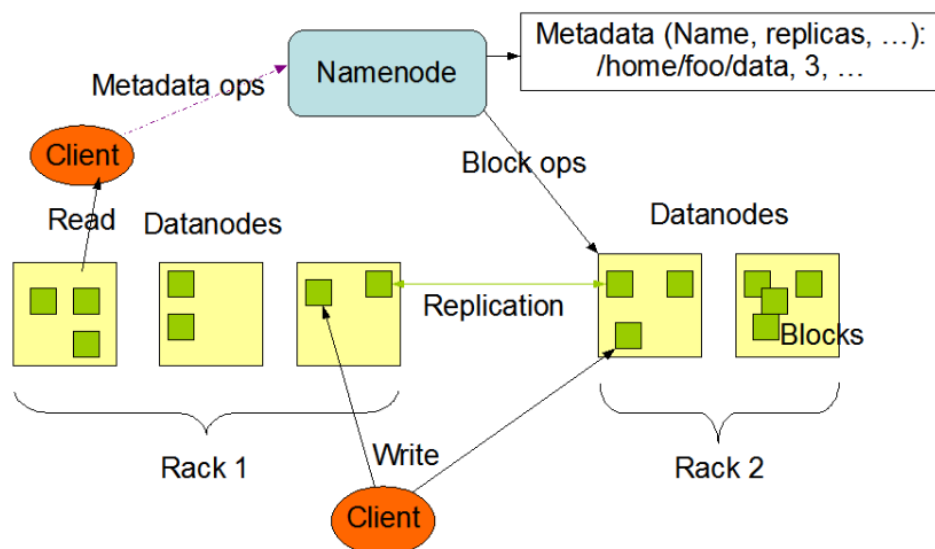 Metadata (Name, replicas, …):
/home/foo/data, 3, …
Namenode
Metadata ops
Client
Block ops
Read
Datanodes
Datanodes
Replication
Blocks
Rack 1
Write
Rack 2
Client